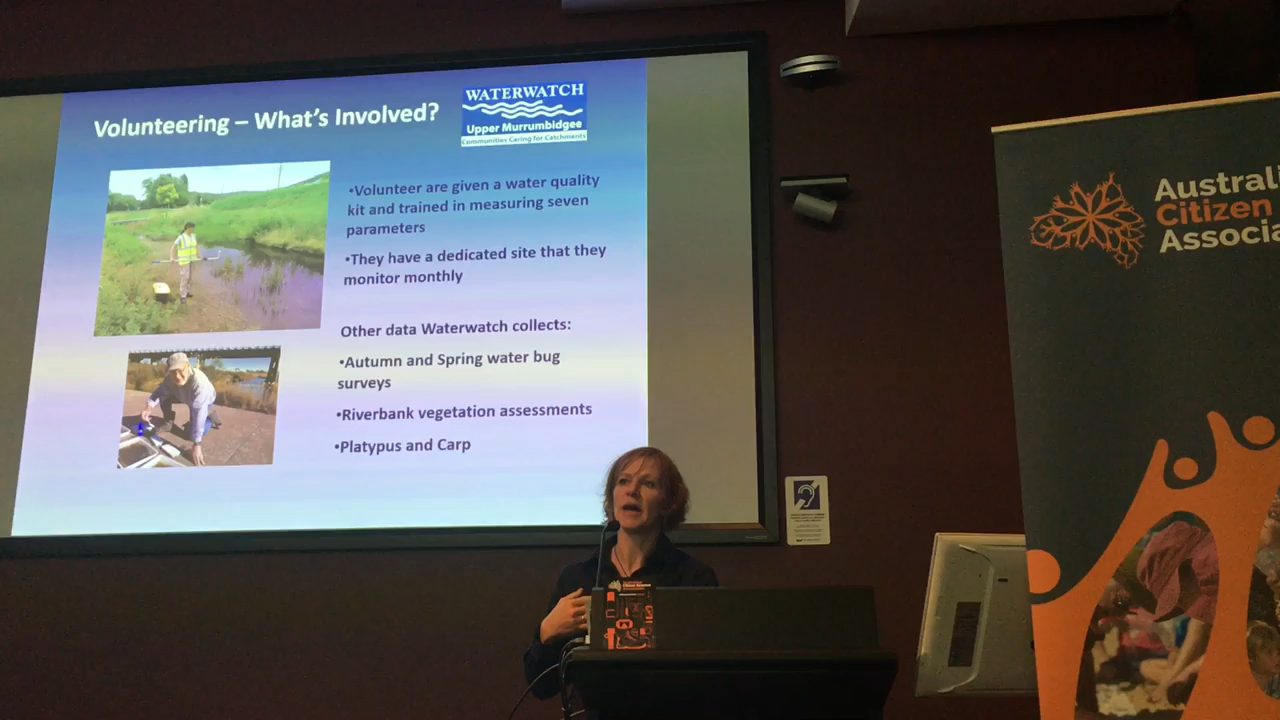 Volunteering – What's Involved?
WATERWATCH
Upper Murrumbidgee
Communities Caring for Catchments
•Volunteer are given a water quality
kit and trained in measuring seven
parameters
•They have a dedicated site that they
monitor monthly
Other data Waterwatch collects:
•Autumn and Spring water bug
surveys
•Riverbank vegetation assessments
•Platypus and Carp
Australi
Citizen
Associa
Citizen Science